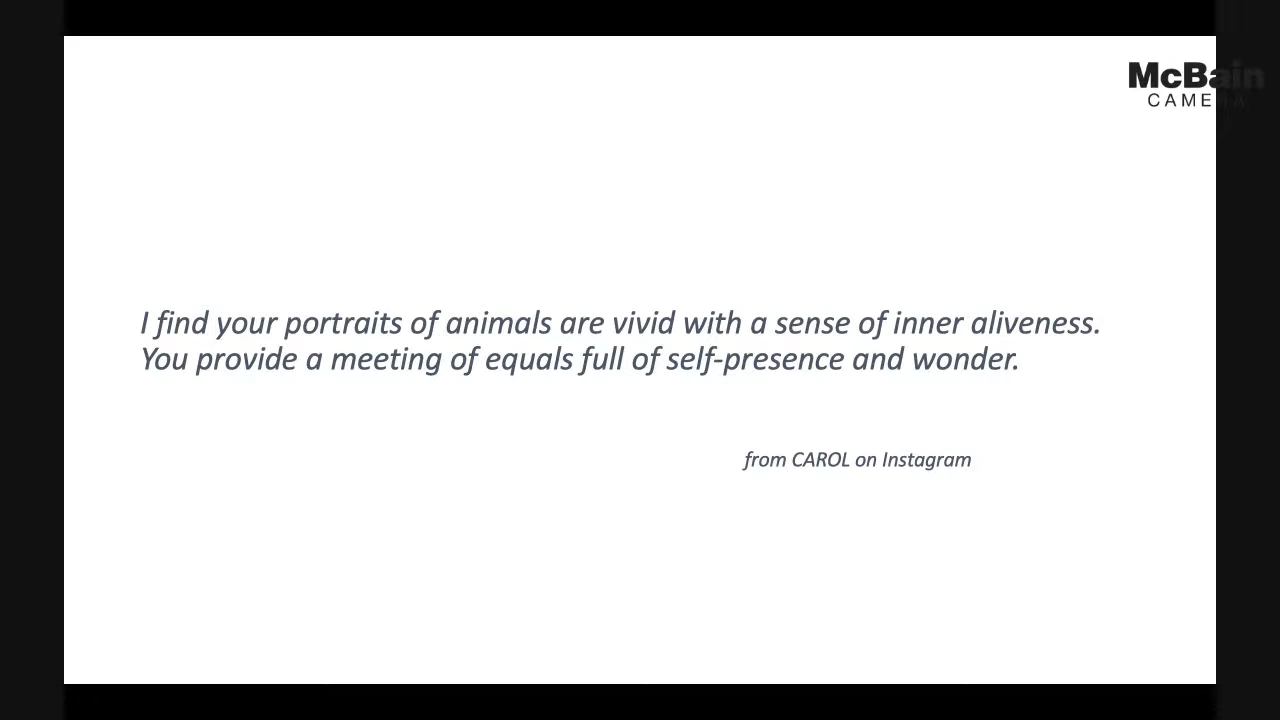 McBain
CAMERA
I find your portraits of animals are vivid with a sense of inner aliveness.
You provide a meeting of equals full of self-presence and wonder.
from CAROL on Instagram